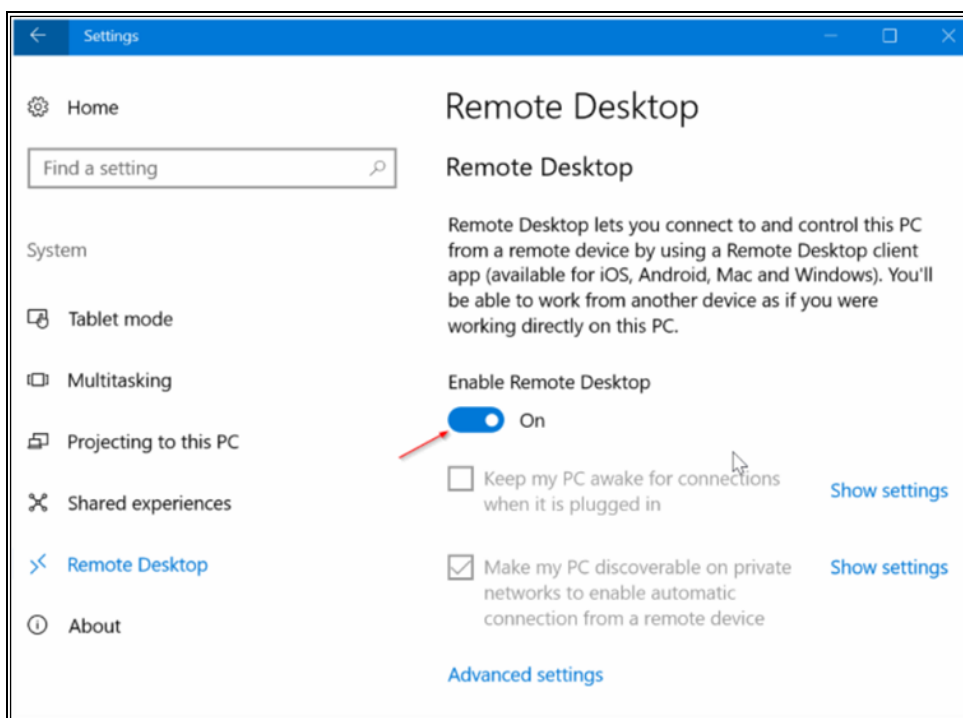 Settings
Home
Find a setting
System
Tablet mode
Multitasking
Projecting to this PC
Shared experiences
Remote Desktop
About
Remote Desktop
Remote Desktop
Remote Desktop lets you connect to and control this PC
from a remote device by using a Remote Desktop client
app (available for iOS, Android, Mac and Windows). You'll
be able to work from another device as if you were
working directly on this PC.
Enable Remote Desktop
On
Keep my PC awake for connections
when it is plugged in
Show settings
Make my PC discoverable on private
networks to enable automatic
connection from a remote device
Show settings
Advanced settings